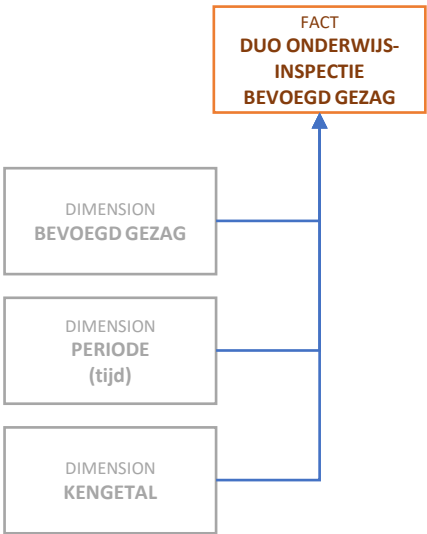 FACT
DUO ONDERWIJS-
INSPECTIE
BEVOEGD GEZAG
DIMENSION
BEVOEGD GEZAG
DIMENSION
PERIODE
(tijd)
DIMENSION
KENGETAL